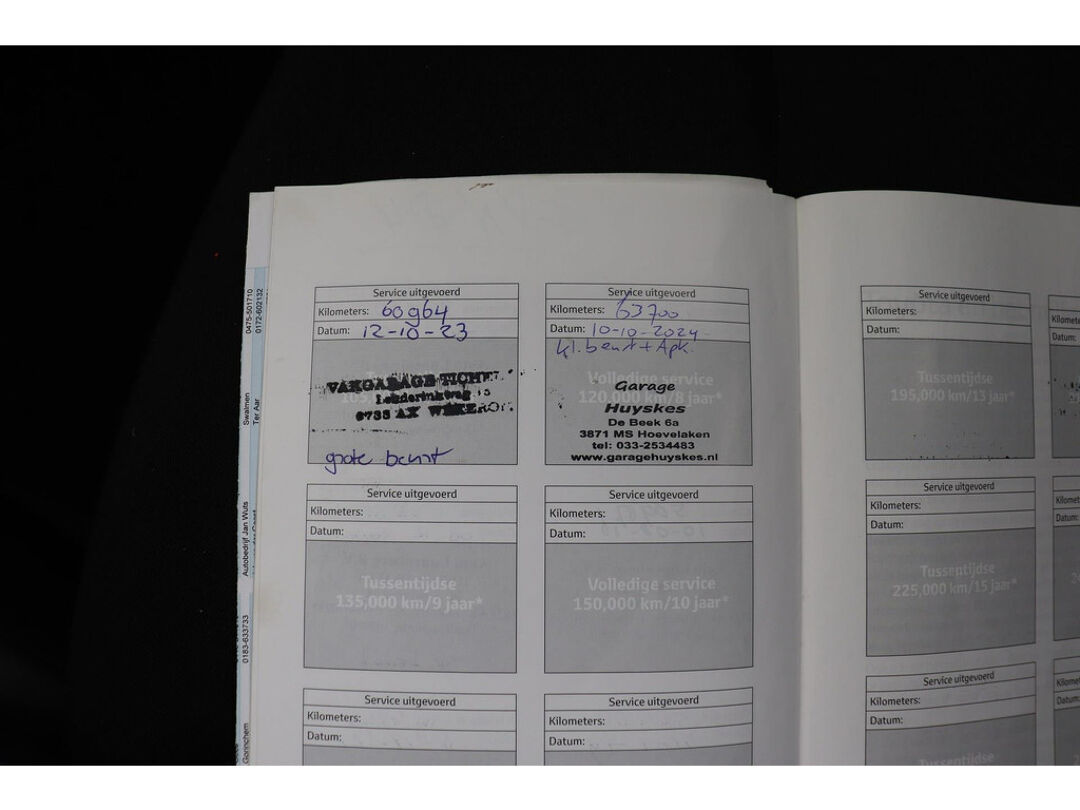 Service uitgevoerd
Kilometers: 60964
Datum: 12-10-23
VAKGARAGE
6733 AX
grote beurt
Service uitgevoerd
Kilometers: 63700
Datum: 10-10-2024
kl. beurt + Apk.
Volledige service
120,000 km/8 jaar*
Garage
Huyskes
De Beek 6a
3871 MS Hoevelaken
tel: 033-2534483
www.garagehuyskes.nl
Service uitgevoerd
Kilometers:
Datum:
Tussentijdse
135,000 km/9 jaar*
Service uitgevoerd
Kilometers:
Datum:
Volledige service
150,000 km/10 jaar*
Service uitgevoerd
Kilometers:
Datum:
Service uitgevoerd
Kilometers:
Datum:
Service uitgevoerd
Kilometers:
Datum:
Tussentijdse
195,000 km/13 jaar*
Service uitgevoerd
Kilometers:
Datum:
Tussentijdse
225,000 km/15 jaar*
Service uitgevoerd
Kilometers:
Datum:
Tussentijdse
Datum:
Datum:
0475-501710
0172-602132
Swalmen
Ter Aar
Autobedrijf Jan Wuts
0183-633733
Gorinchem